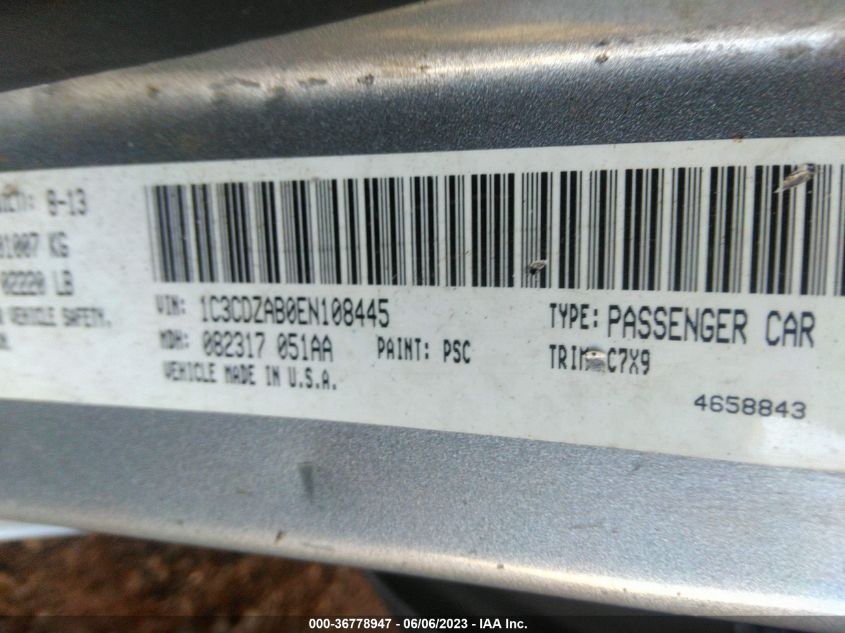 8-13
01007 KG
02220 LB
VEHICLE SAFETY.
VIN: 1C3CDZAB0EN108445
TYPE: PASSENGER CAR
MDH: 082317 051AA
PAINT: PSC
TRIM C7X9
VEHICLE MADE IN U.S.A.
4658843
000-36778947 - 06/06/2023 - IAA Inc.